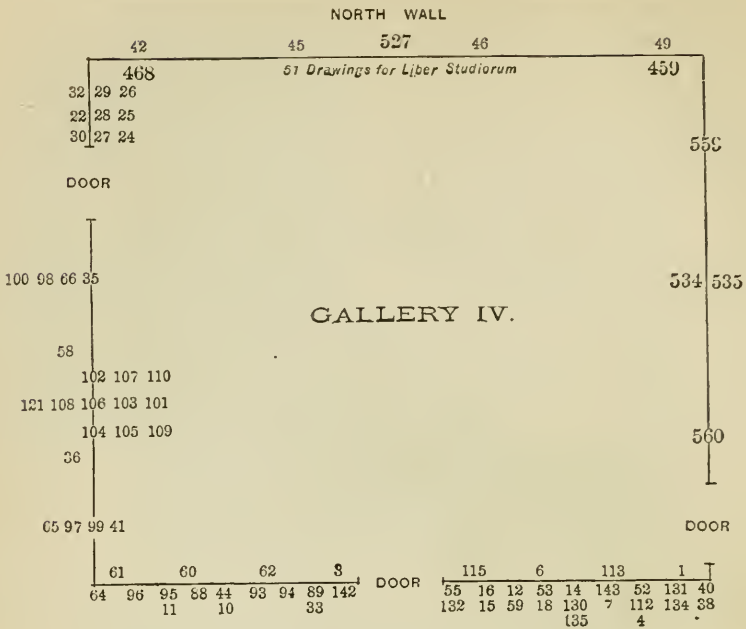 NORTH WALL
42 45 527 46 49
468 51 Drawings for Liber Studiorum 459
32 29 26
22 28 25
30 27 24
559
DOOR
100 98 66 35
534 535
GALLERY IV.
58
102 107 110
121 108 106 103 101
104 105 109
36
560
65 97 99 41
DOOR
61 60 62 3
DOOR
115 6 113 1
64 96 95 88 44 93 94 89 142
55 16 12 53 14 143 52 131 40
11 10 33
132 15 59 18 130 7 112 134 38
135 4